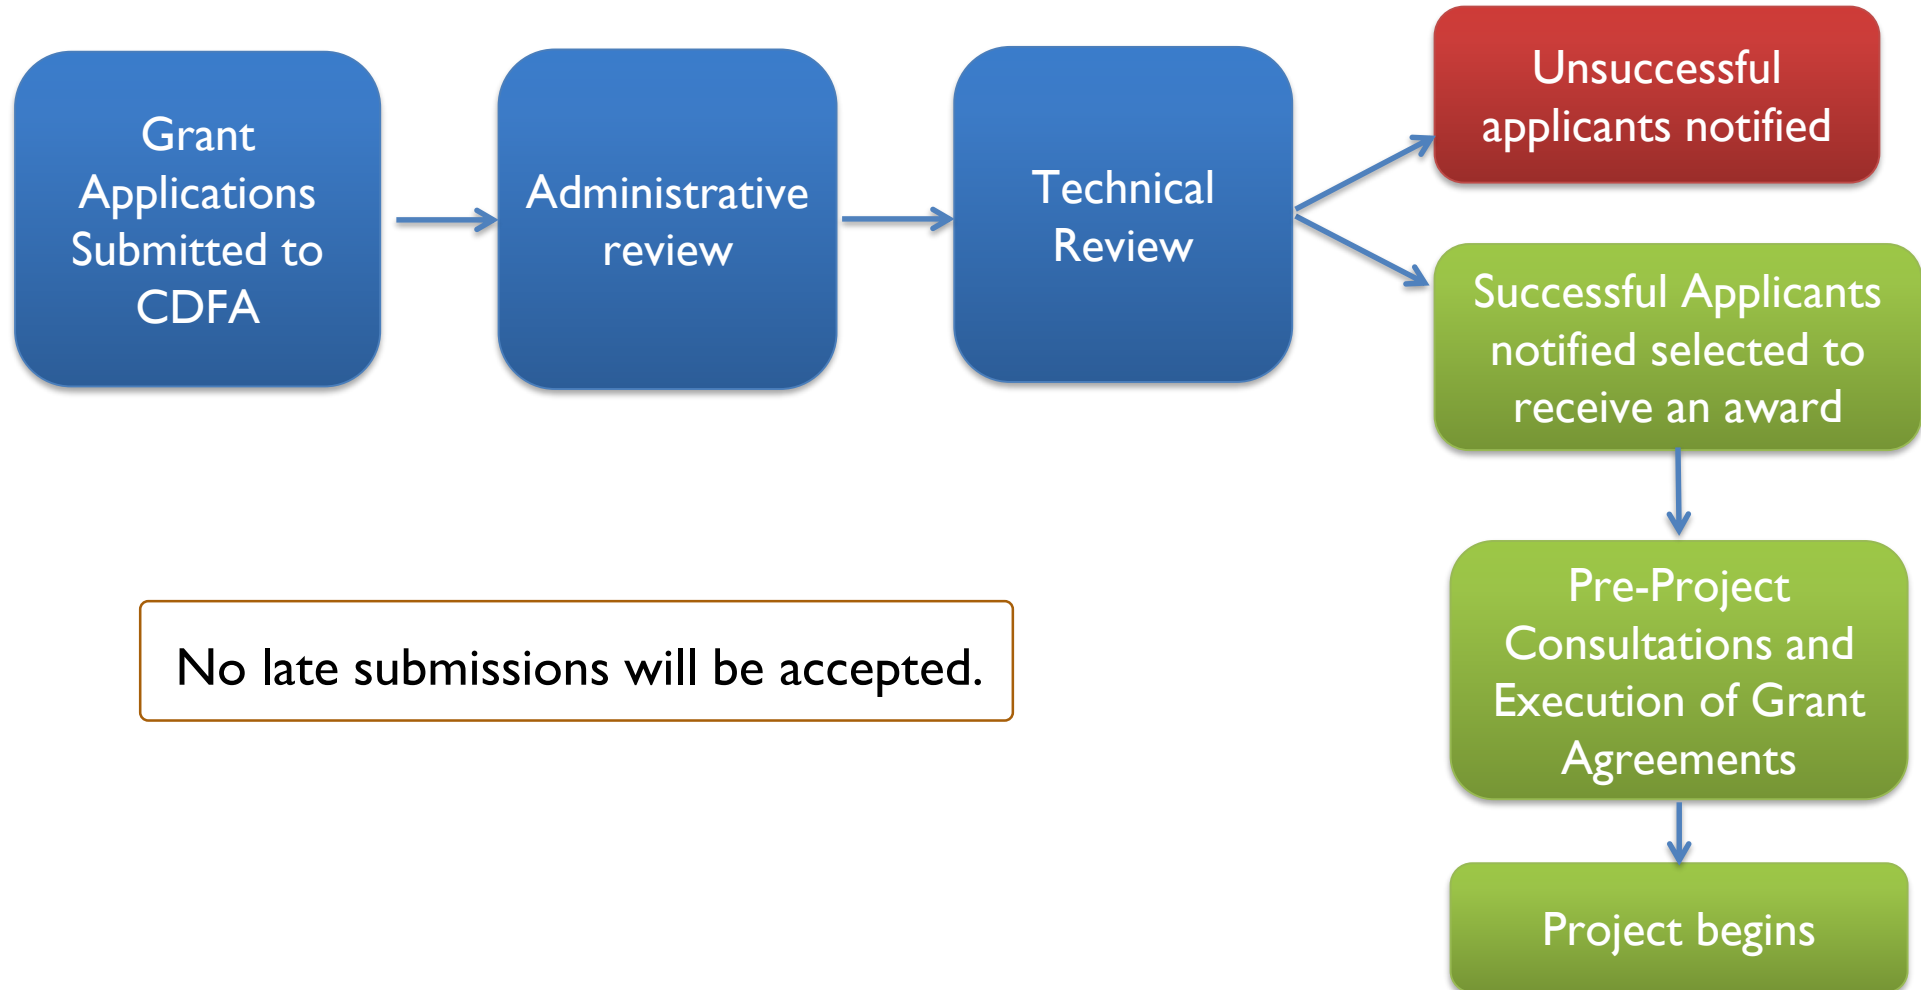 Grant
Applications
Submitted to
CDFA
Administrative
review
Technical
Review
Unsuccessful
applicants notified
Successful Applicants
notified selected to
receive an award
Pre-Project
Consultations and
Execution of Grant
Agreements
Project begins
No late submissions will be accepted.